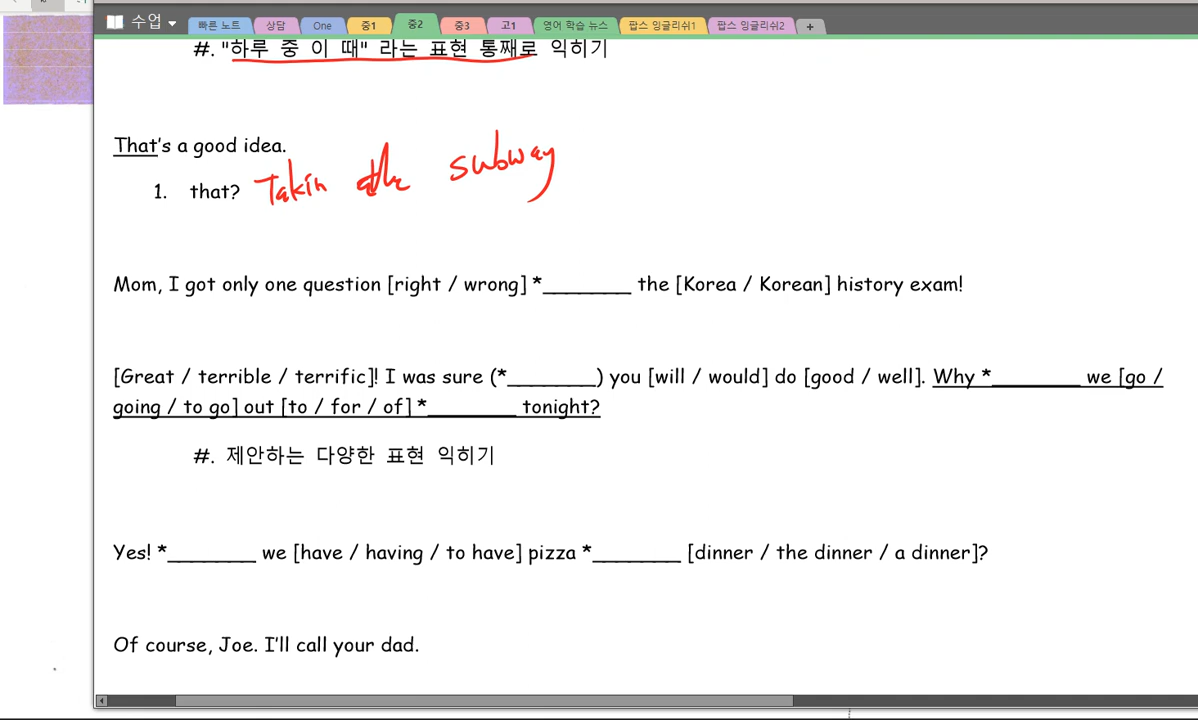 수업 빠른 노트 상담 One 중1 중2 중3 고1 영어 학습 뉴스 팝스 잉글리쉬1 팝스 잉글리쉬2 +
#. "하루 중 이 때" 라는 표현 통째로 익히기
That's a good idea.
1. that? Takin the subway
Mom, I got only one question [right / wrong] *________ the [Korea / Korean] history exam!
[Great / terrible / terrific]! I was sure (*________) you [will / would] do [good / well]. Why *________ we [go /
going / to go] out [to / for / of] *________ tonight?
#. 제안하는 다양한 표현 익히기
Yes! *________ we [have / having / to have] pizza *________ [dinner / the dinner / a dinner]?
Of course, Joe. I'll call your dad.